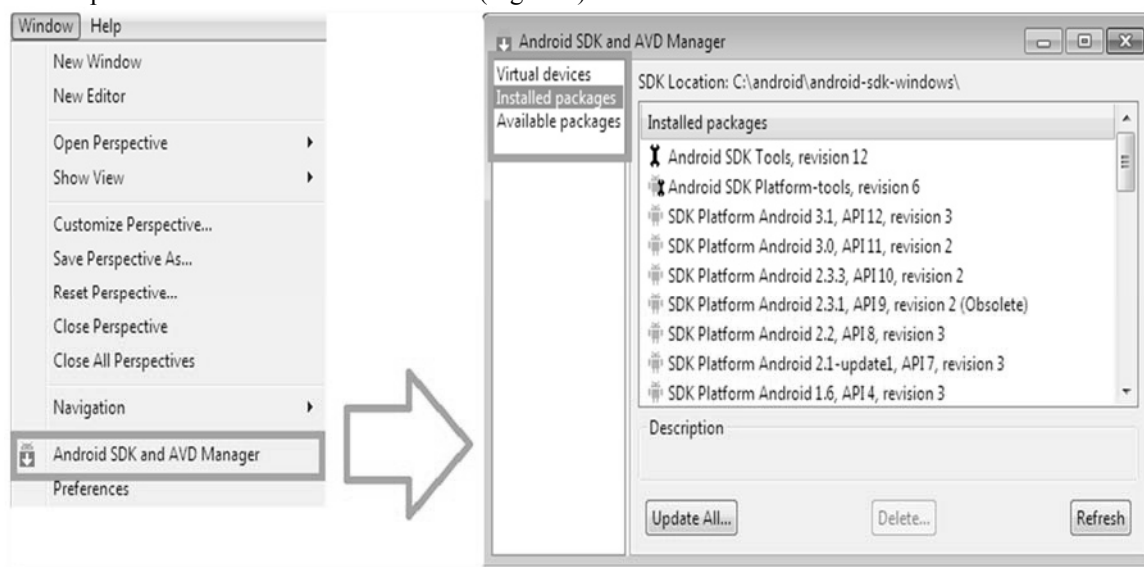 Window Help
New Window
New Editor
Open Perspective
Show View
Customize Perspective...
Save Perspective As...
Reset Perspective...
Close Perspective
Close All Perspectives
Navigation
Android SDK and AVD Manager
Preferences
Android SDK and AVD Manager
Virtual devices
Installed packages
Available packages
SDK Location: C:\android\android-sdk-windows\
Installed packages
Android SDK Tools, revision 12
Android SDK Platform-tools, revision 6
SDK Platform Android 3.1, API 12, revision 3
SDK Platform Android 3.0, API 11, revision 2
SDK Platform Android 2.3.3, API 10, revision 2
SDK Platform Android 2.3.1, API 9, revision 2 (Obsolete)
SDK Platform Android 2.2, API 8, revision 3
SDK Platform Android 2.1-update1, API 7, revision 3
SDK Platform Android 1.6, API 4, revision 3
Description
Update All...
Delete...
Refresh